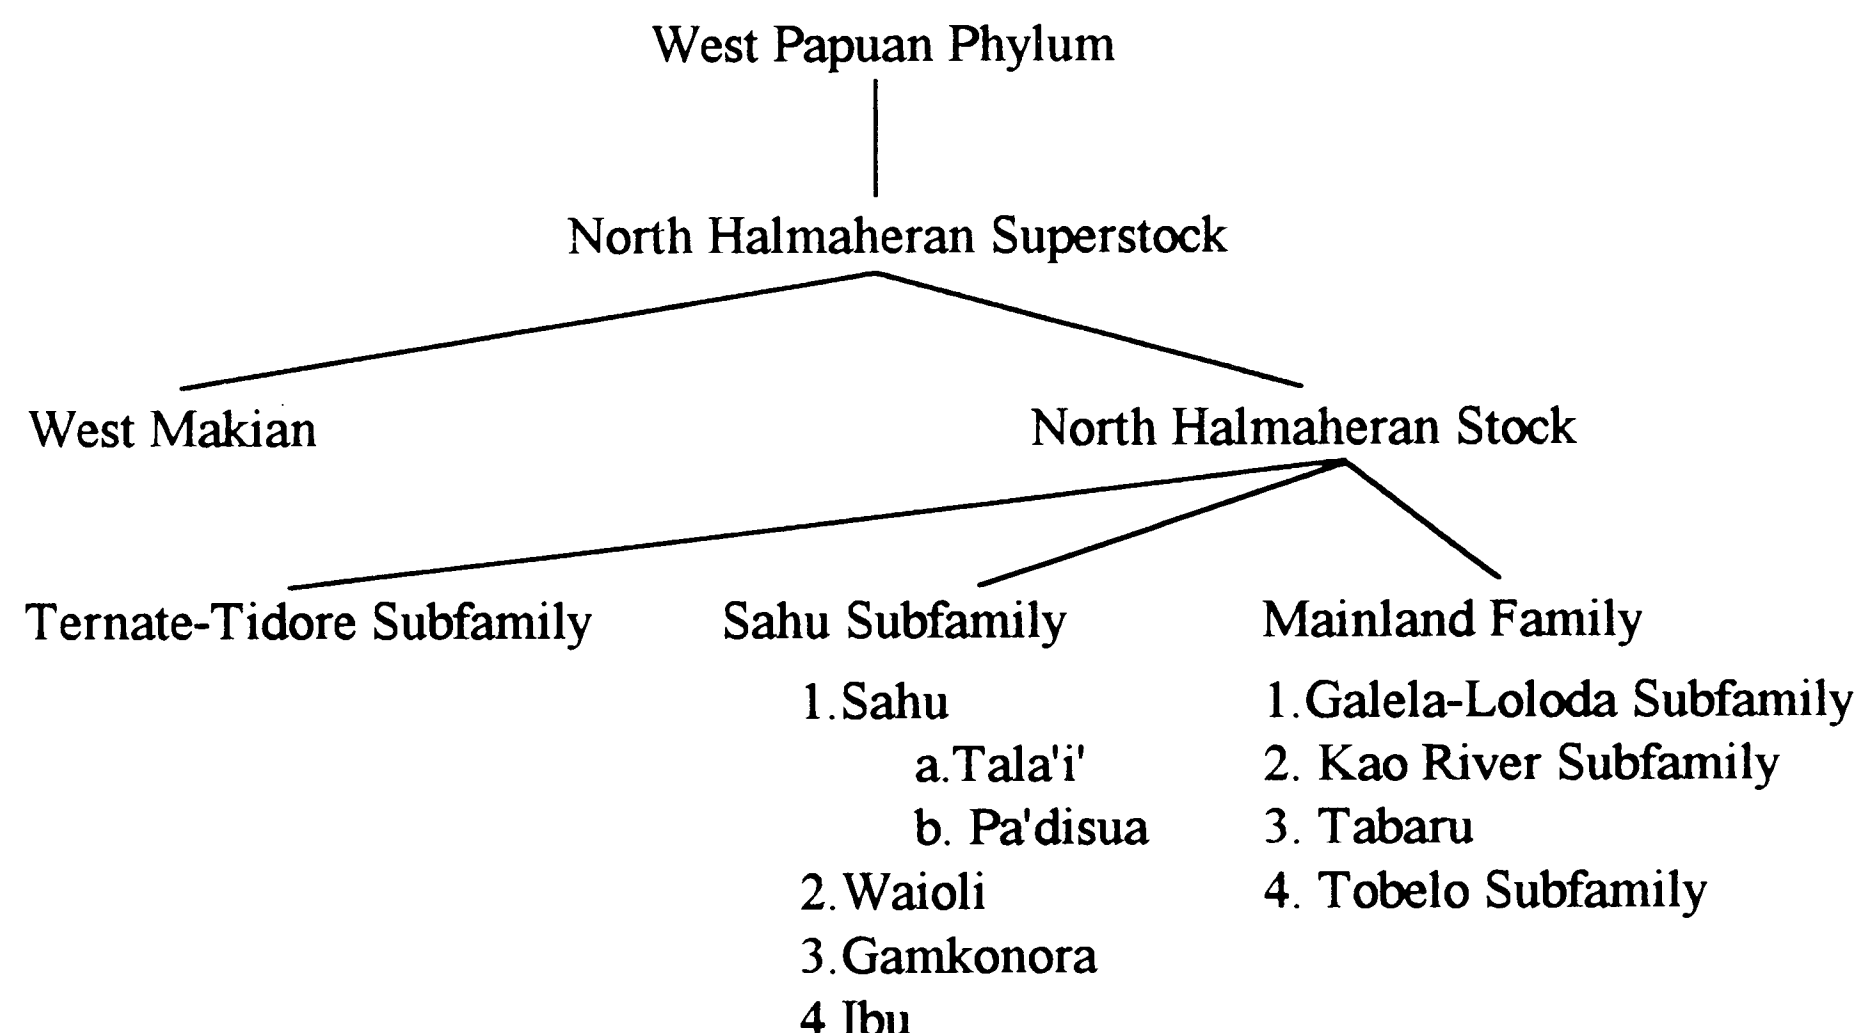 West Papuan Phylum
North Halmaheran Superstock
West Makian
North Halmaheran Stock
Ternate-Tidore Subfamily
Sahu Subfamily
1.Sahu
a.Tala'i'
b. Pa'disua
2.Waioli
3.Gamkonora
4 Ibu
Mainland Family
1.Galela-Loloda Subfamily
2. Kao River Subfamily
3. Tabaru
4. Tobelo Subfamily